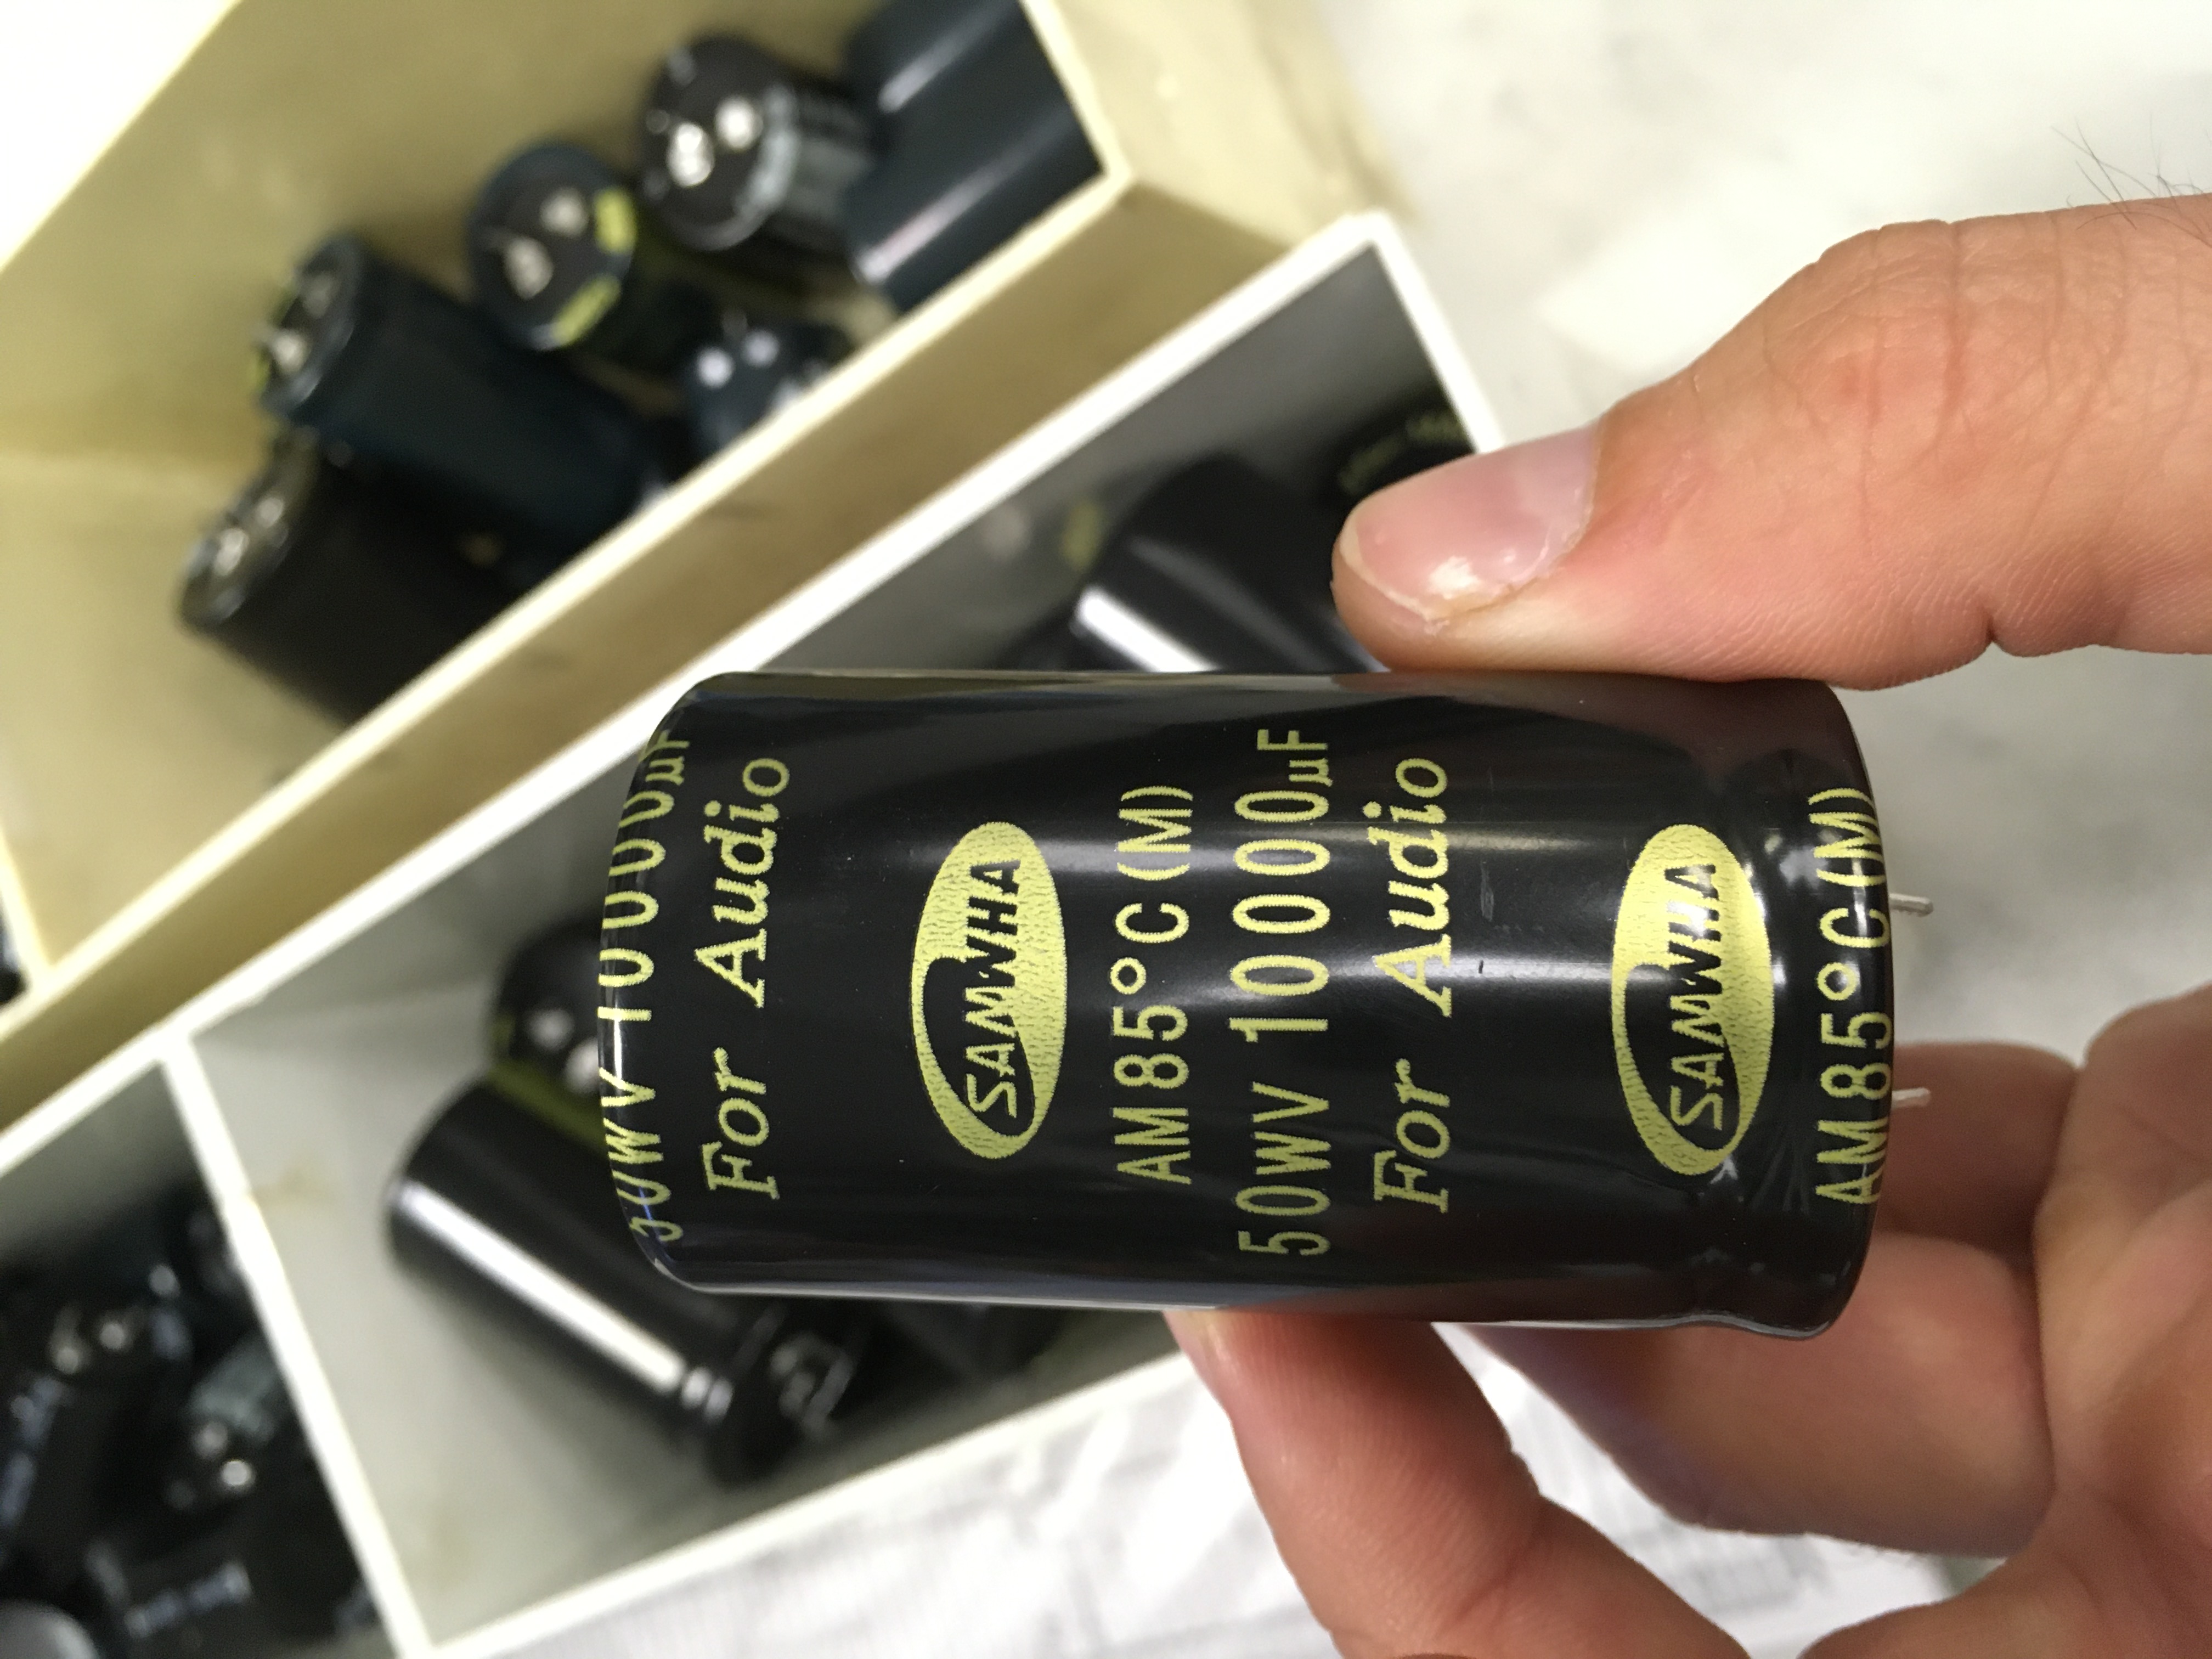 50WV 10000µF
For Audio
SAMWHA
AM85°C(M)
50WV 10000µF
For Audio
SAMWHA
AM85°C(M)